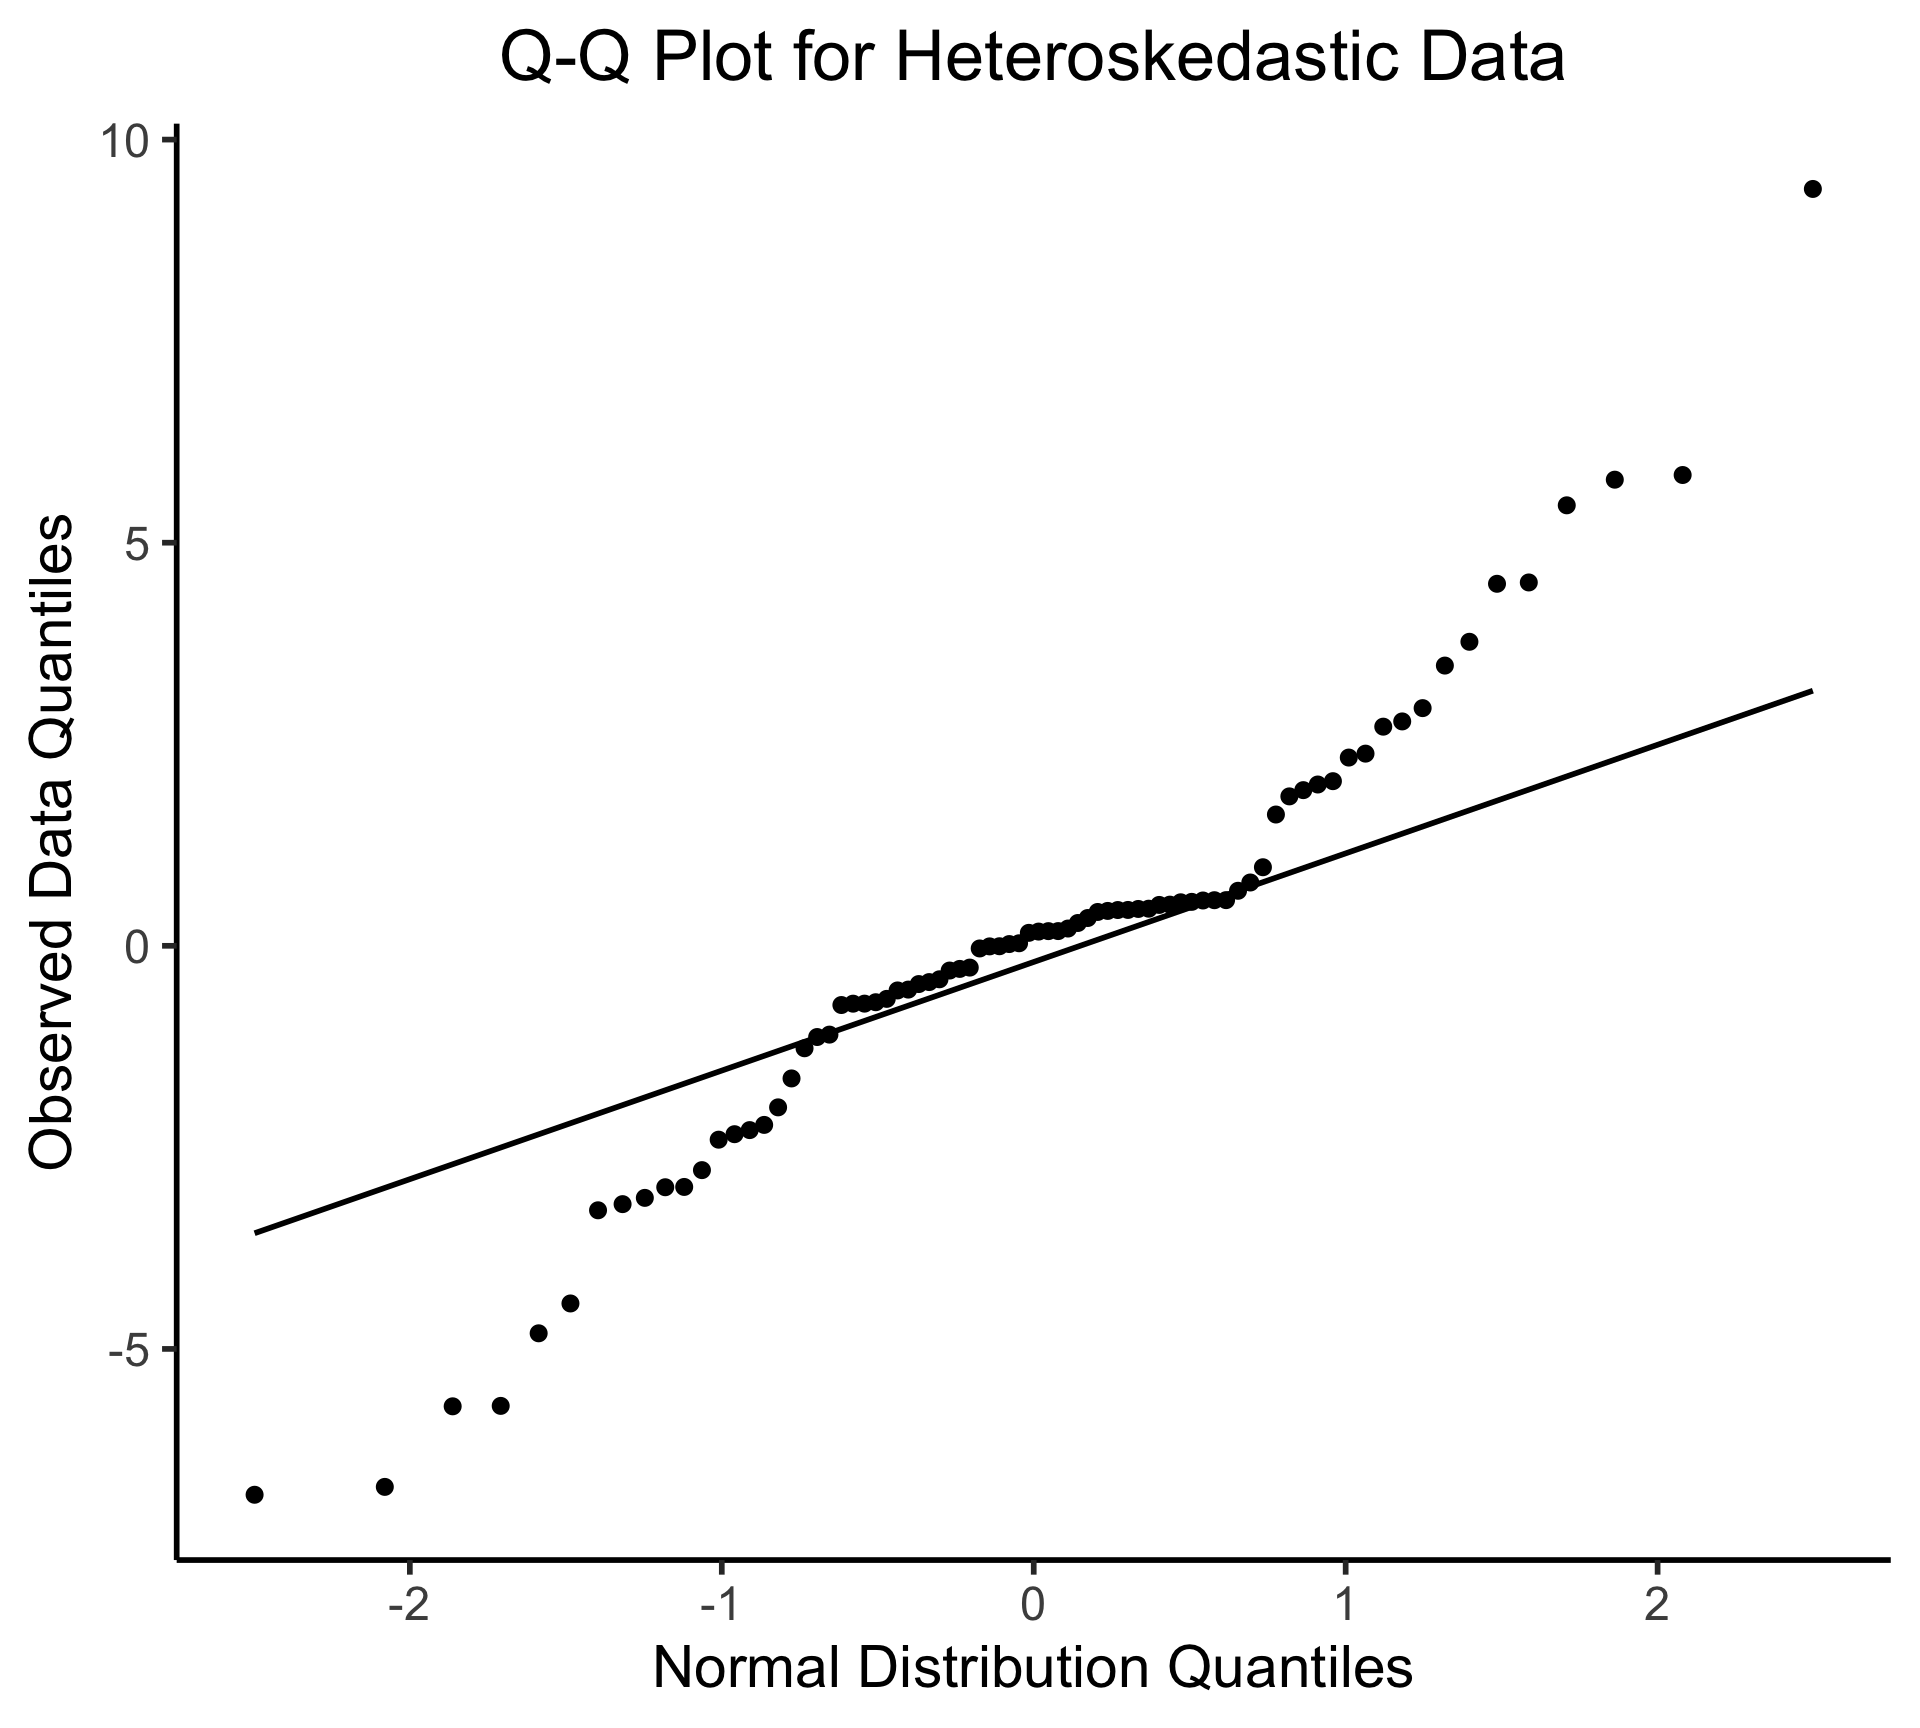 Q-Q Plot for Heteroskedastic Data
10
5
0
-5
Observed Data Quantiles
-2 -1 0 1 2
Normal Distribution Quantiles